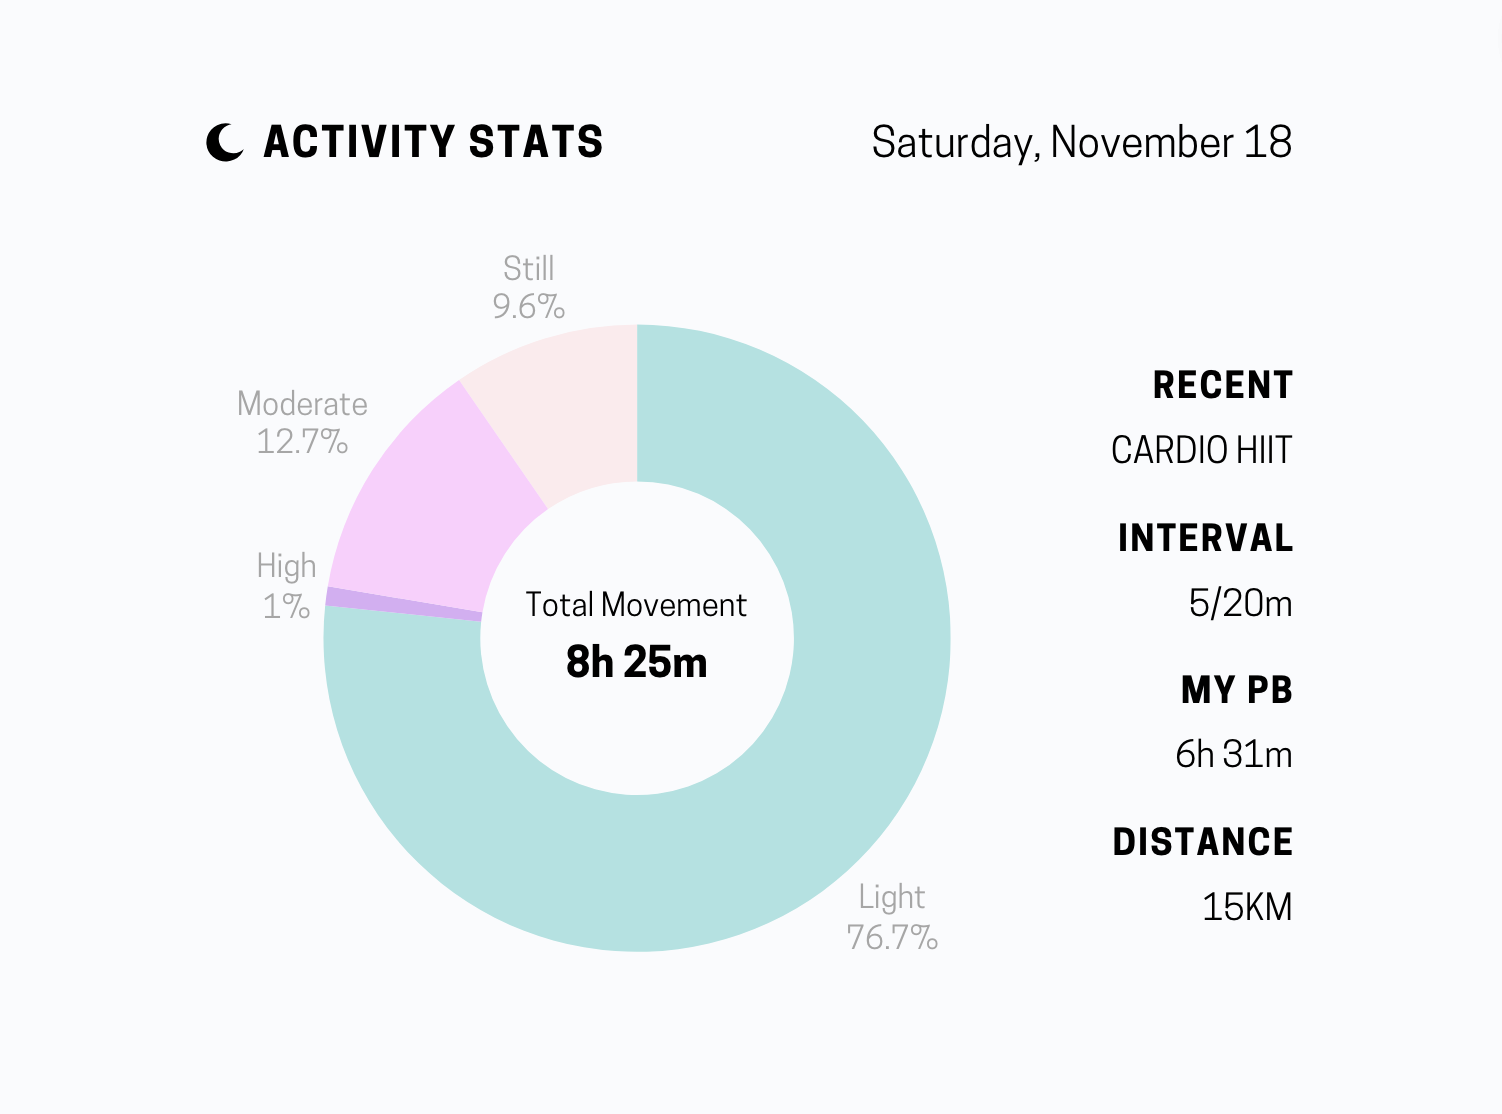 ACTIVITY STATS
Saturday, November 18
Still
9.6%
Moderate
12.7%
High
1%
Total Movement
8h 25m
Light
76.7%
RECENT
CARDIO HIIT
INTERVAL
5/20m
MY PB
6h 31m
DISTANCE
15KM